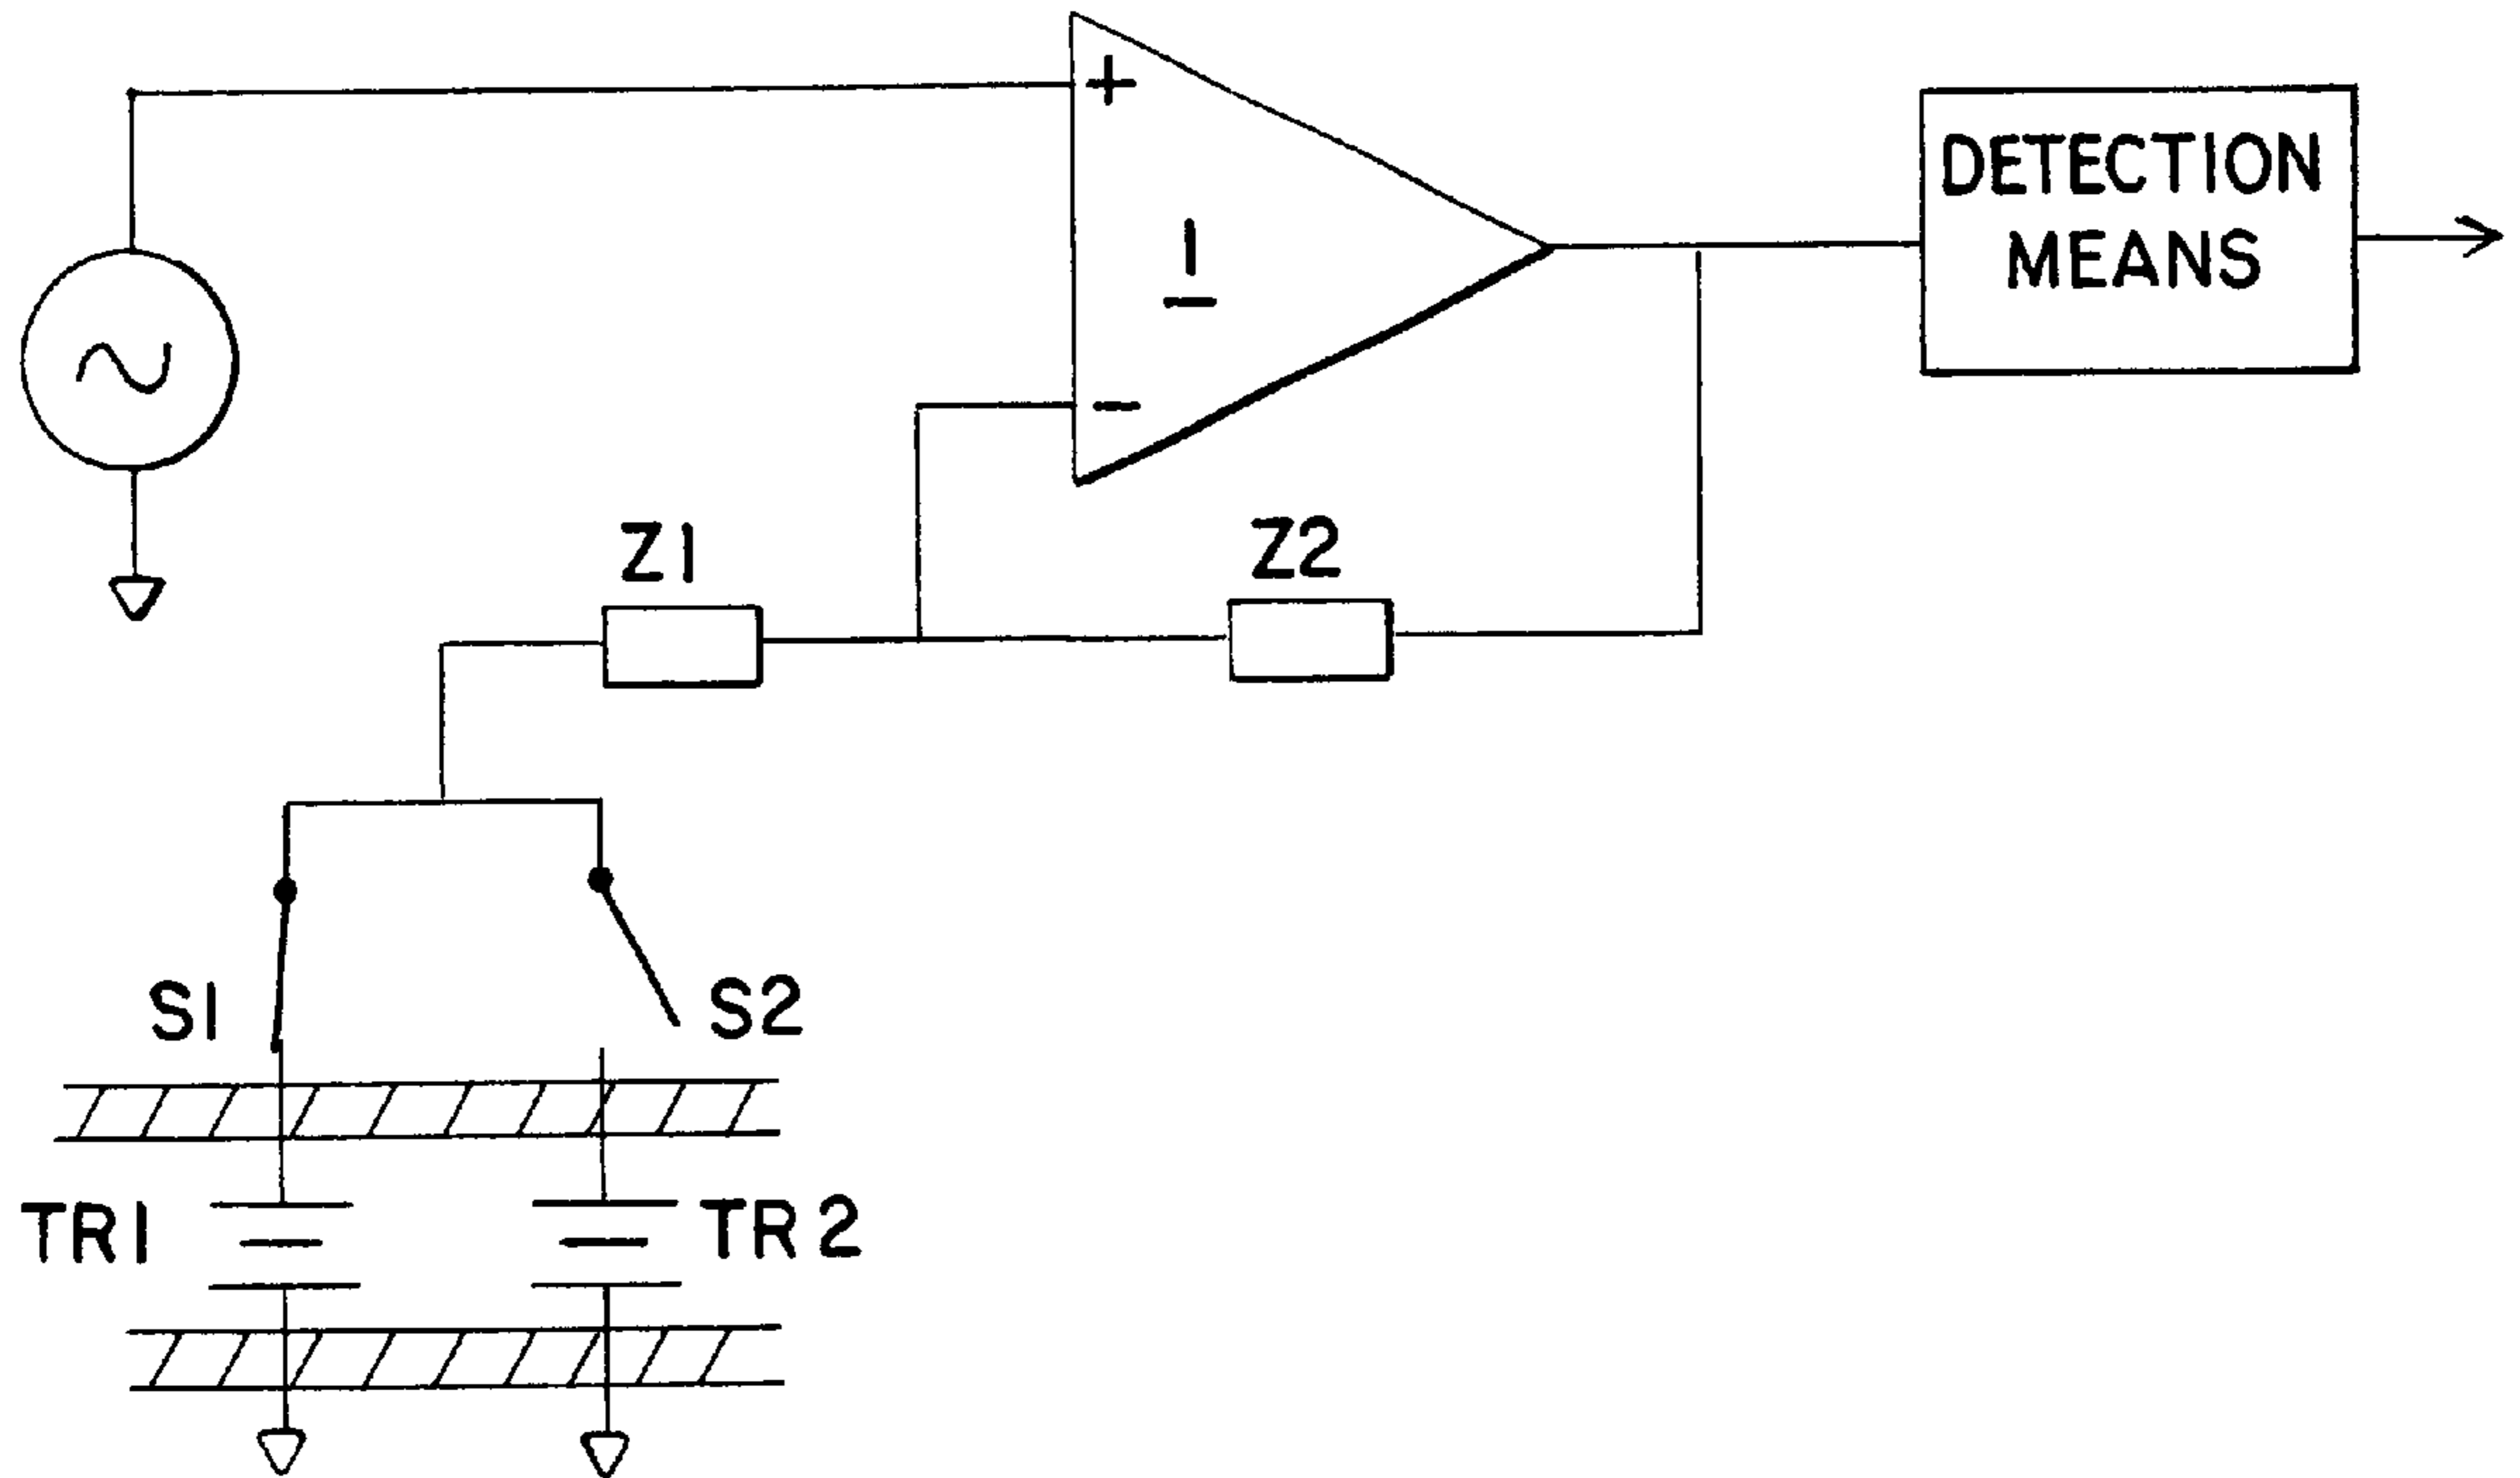 +
DETECTION
MEANS
1
-
Z1
Z2
S1
S2
TR1
TR2